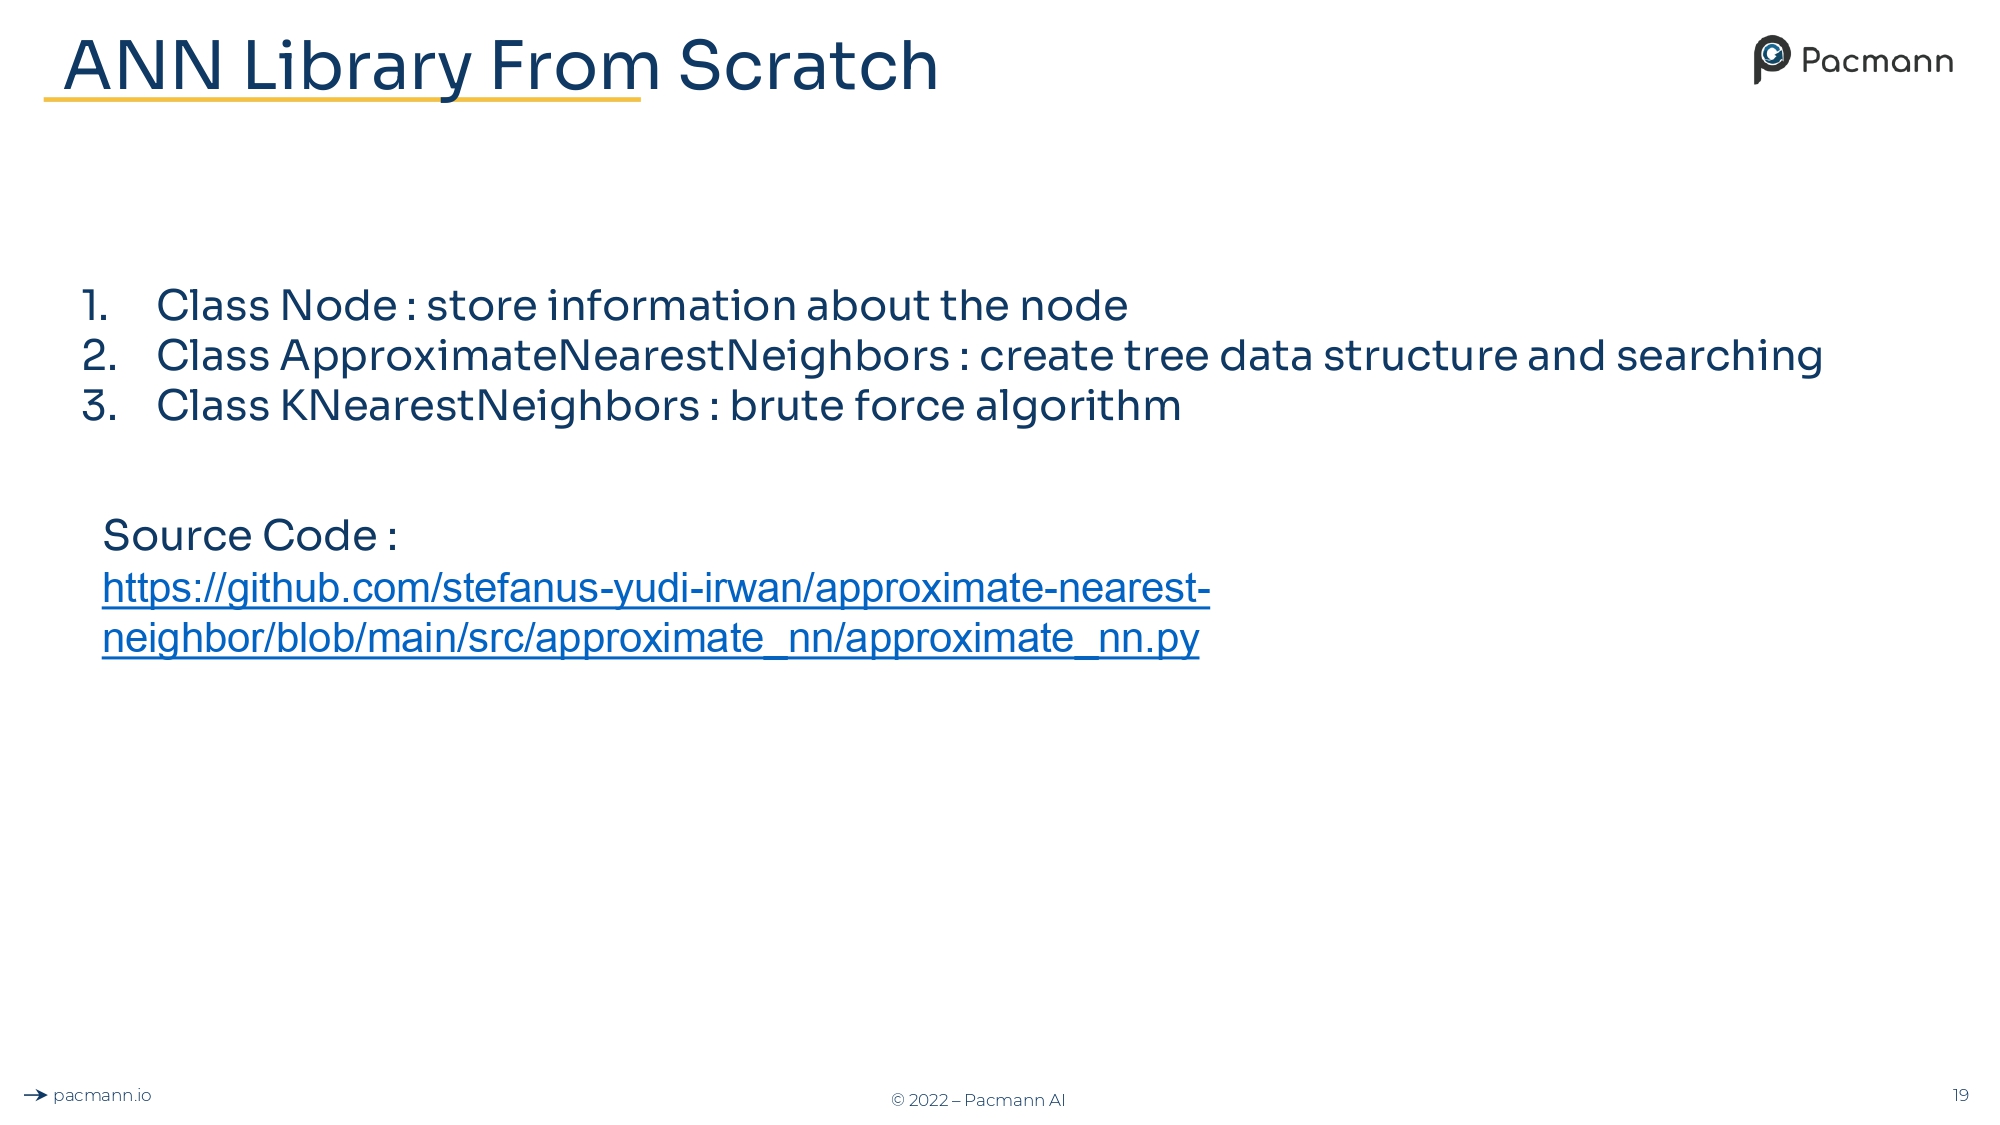 ANN Library From Scratch
Pacmann
1. Class Node : store information about the node
2. Class ApproximateNearestNeighbors : create tree data structure and searching
3. Class KNearestNeighbors : brute force algorithm
Source Code :
https://github.com/stefanus-yudi-irwan/approximate-nearest-
neighbor/blob/main/src/approximate_nn/approximate_nn.py
pacmann.io
© 2022 – Pacmann AI
19